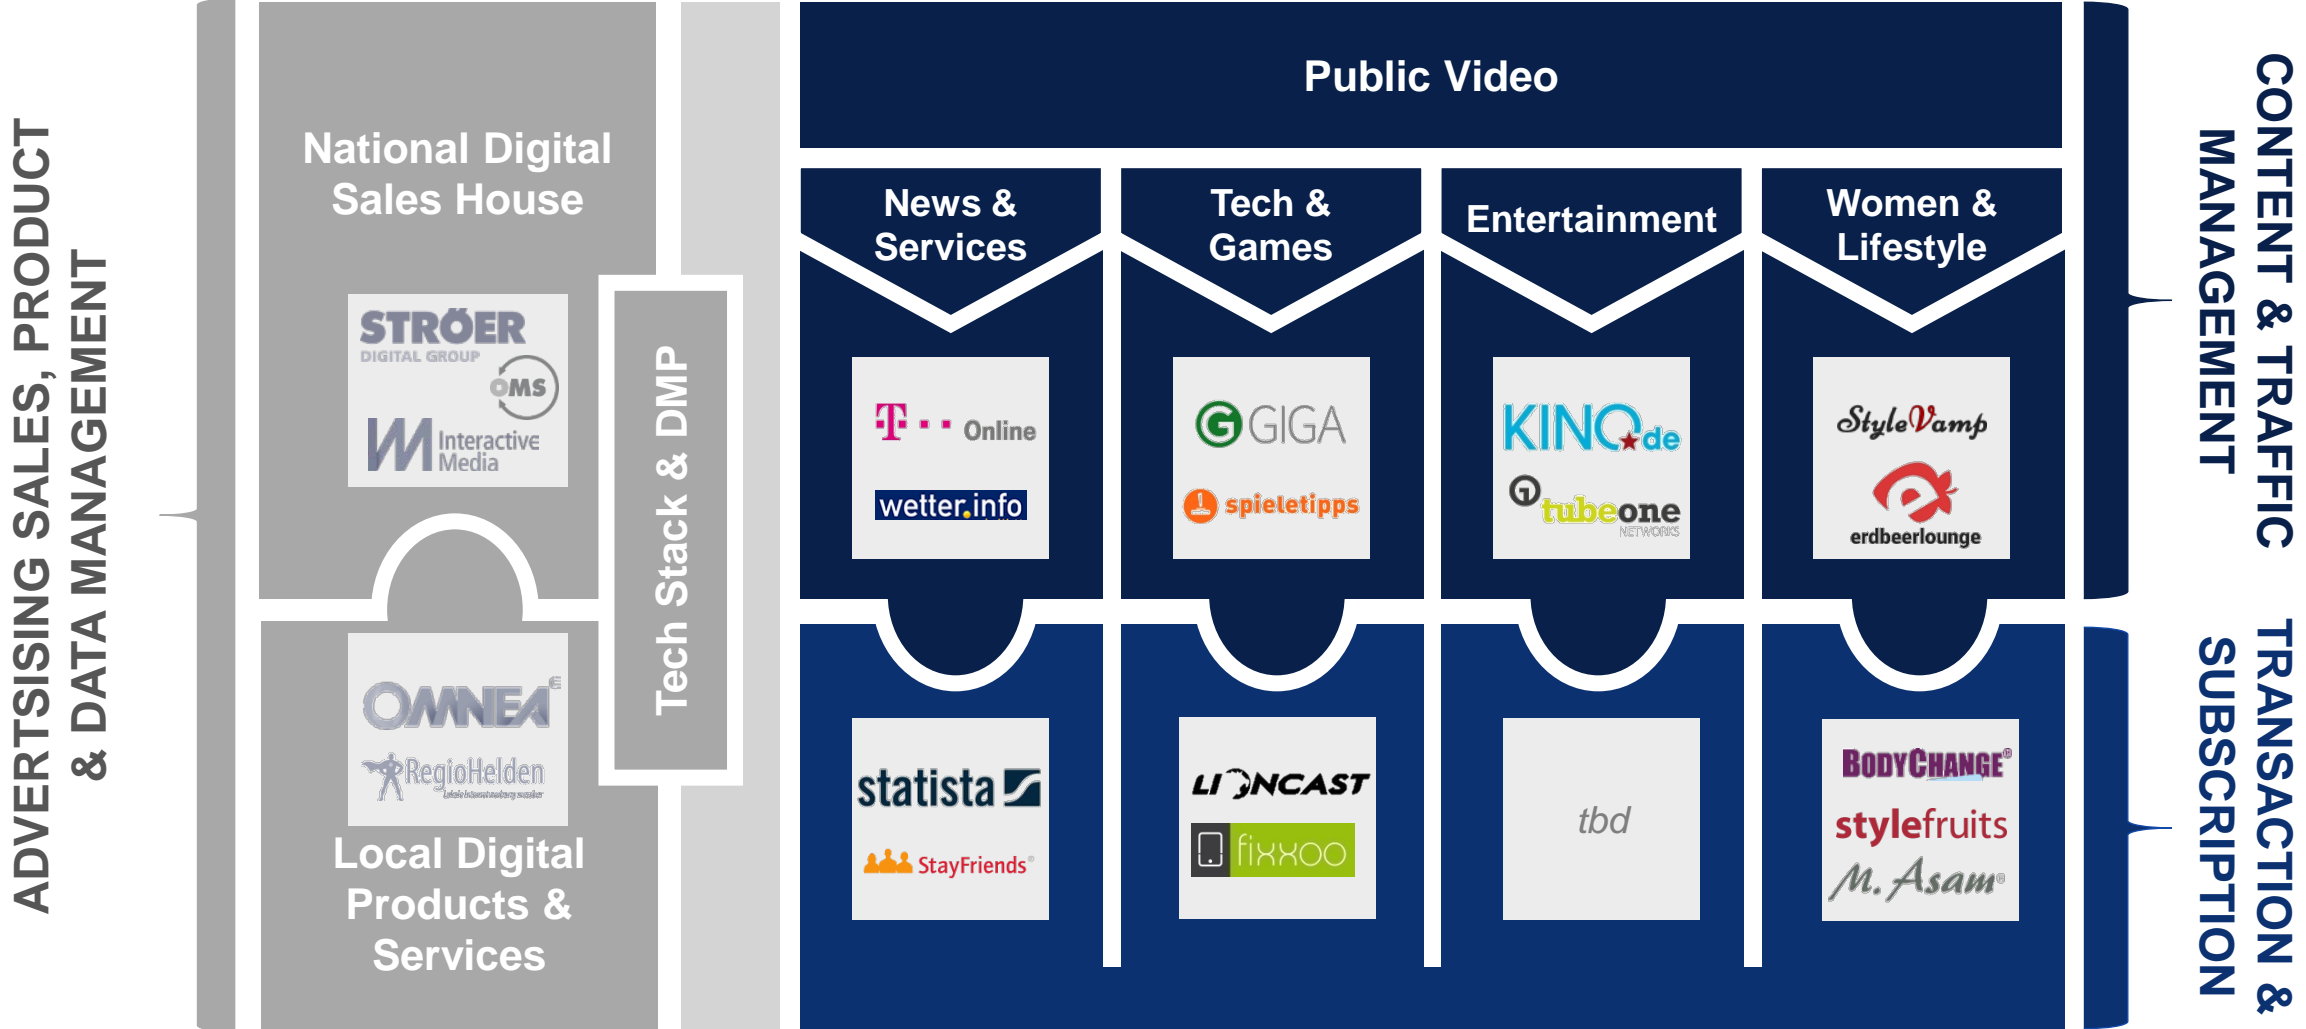 ADVERTSISING SALES, PRODUCT
& DATA MANAGEMENT
National Digital
Sales House
STRÖER
DIGITAL GROUP
OMS
Interactive
Media
OMNEA
RegioHelden
Local Digital
Products &
Services
Tech Stack & DMP
Public Video
News &
Services
T Online
wetter.info
statista
StayFriends®
Tech &
Games
GIGA
spieletipps
LIONCAST
fixxoo
Entertainment
KINO.de
tubeone
NETWORKS
tbd
Women &
Lifestyle
StyleVamp
erdbeerlounge
BODYCHANGE®
stylefruits
M. Asam®
CONTENT & TRAFFIC
MANAGEMENT
TRANSACTION &
SUBSCRIPTION